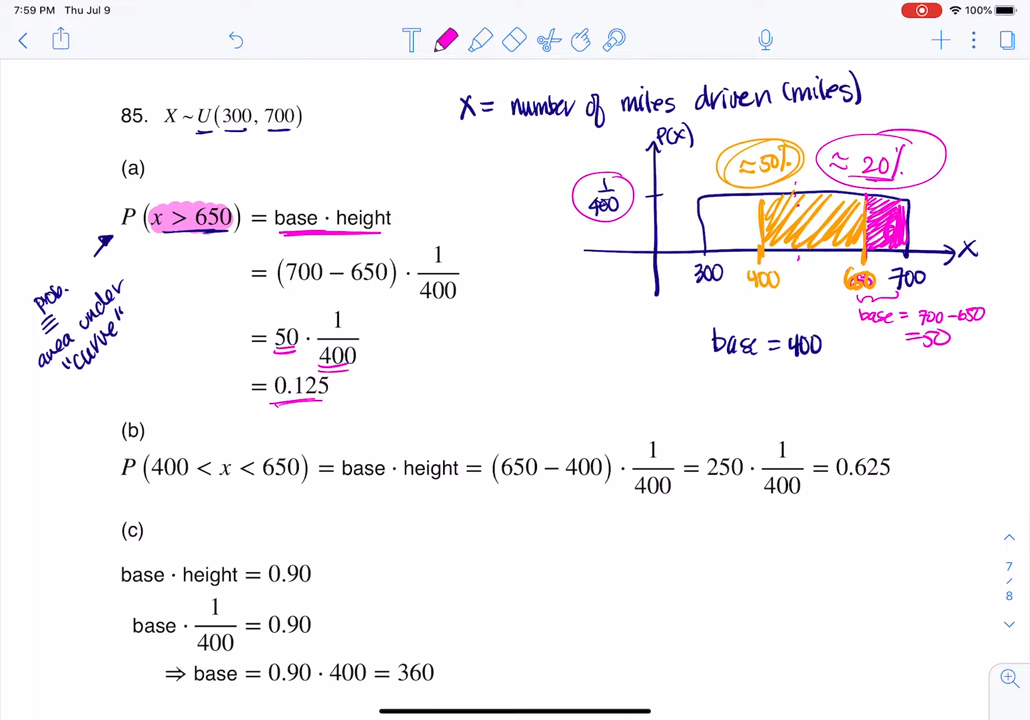 7:59 PM Thu Jul 9
100%
T
85. X ~ U(300, 700)
X = number of miles driven (miles)
(a)
P(x > 650) = base · height
= (700 − 650) · 1/400
= 50 · 1/400
= 0.125
prob.
≡
area under
"curve"
P(x)
1/400
≈50%
≈ 20%
300
400
650
700
X
base = 700-650
=50
base = 400
(b)
P(400 < x < 650) = base · height = (650 − 400) · 1/400 = 250 · 1/400 = 0.625
(c)
base · height = 0.90
base · 1/400 = 0.90
⇒ base = 0.90 · 400 = 360
7
/
8